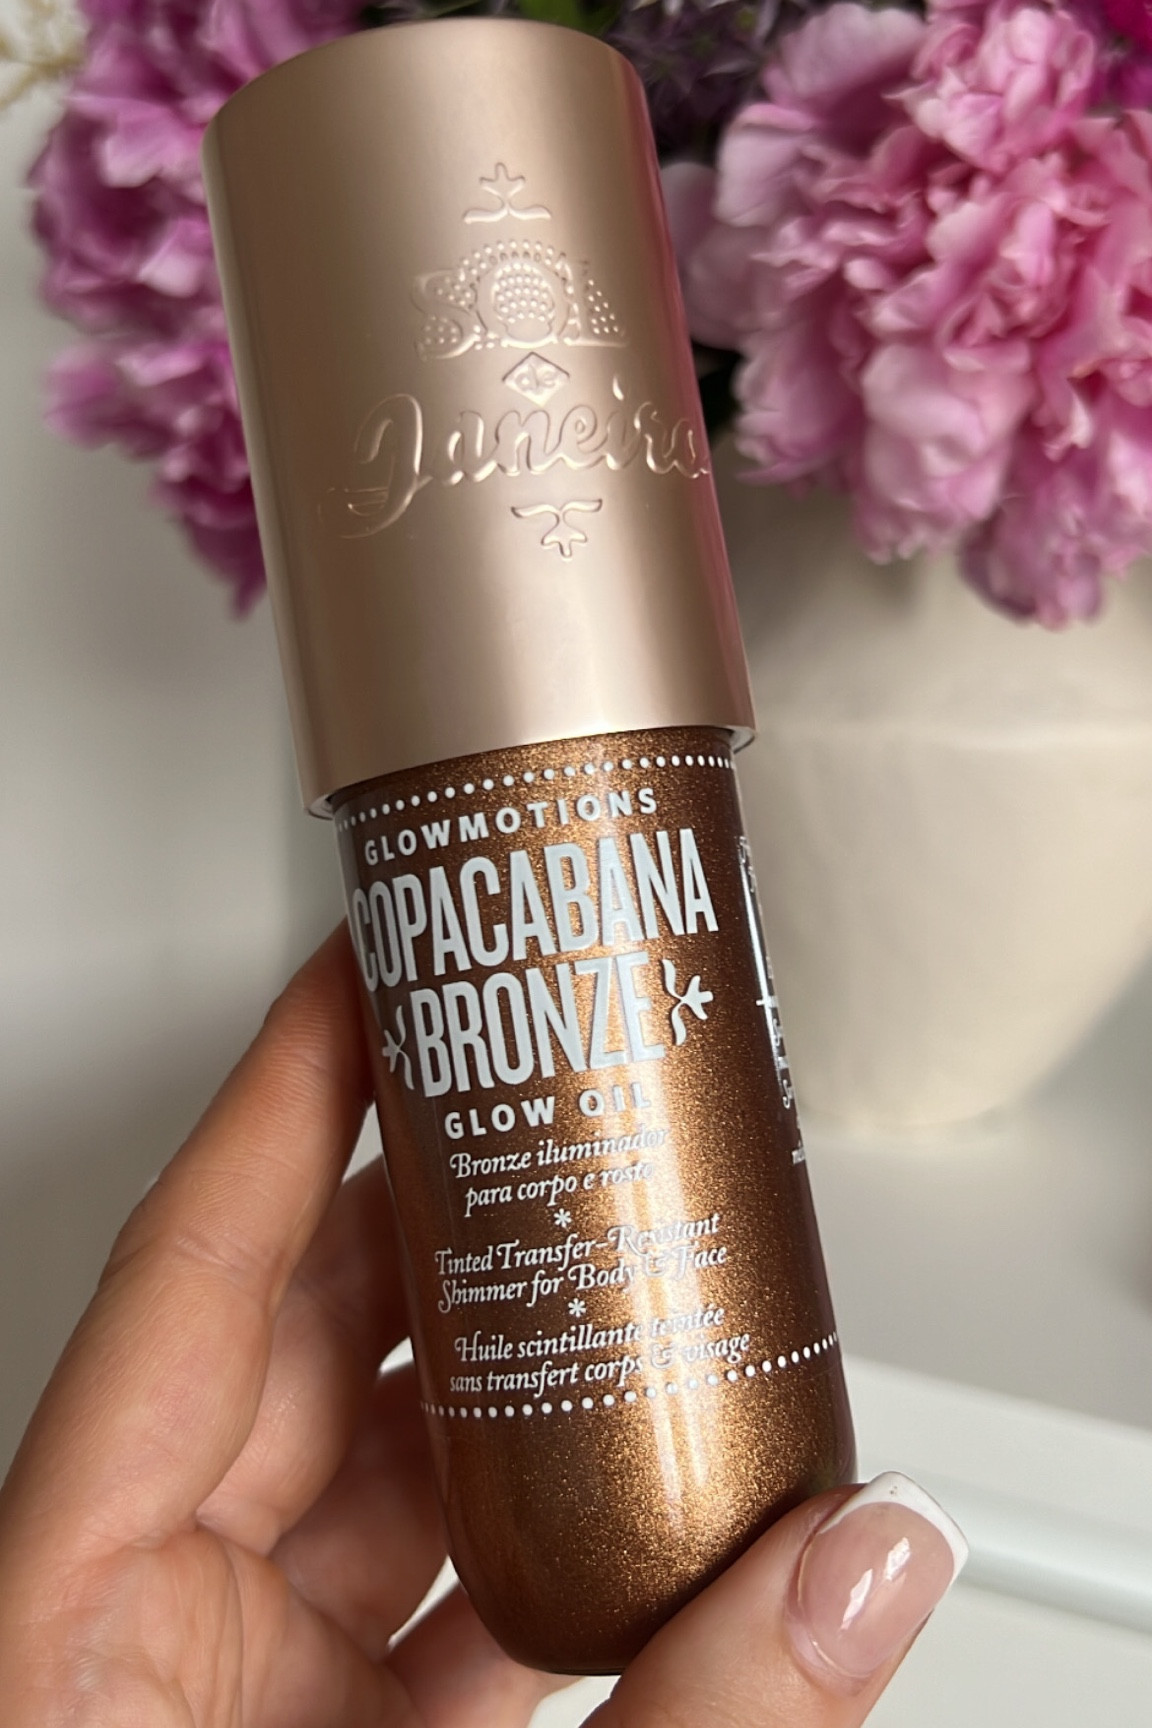 SOL
de
Janeiro
GLOWMOTIONS
COPACABANA
BRONZE
GLOW OIL
Bronze iluminador
para corpo e rosto
*
Tinted Transfer-Resistant
Shimmer for Body & Face
*
Huile scintillante teintée
sans transfert corps & visage